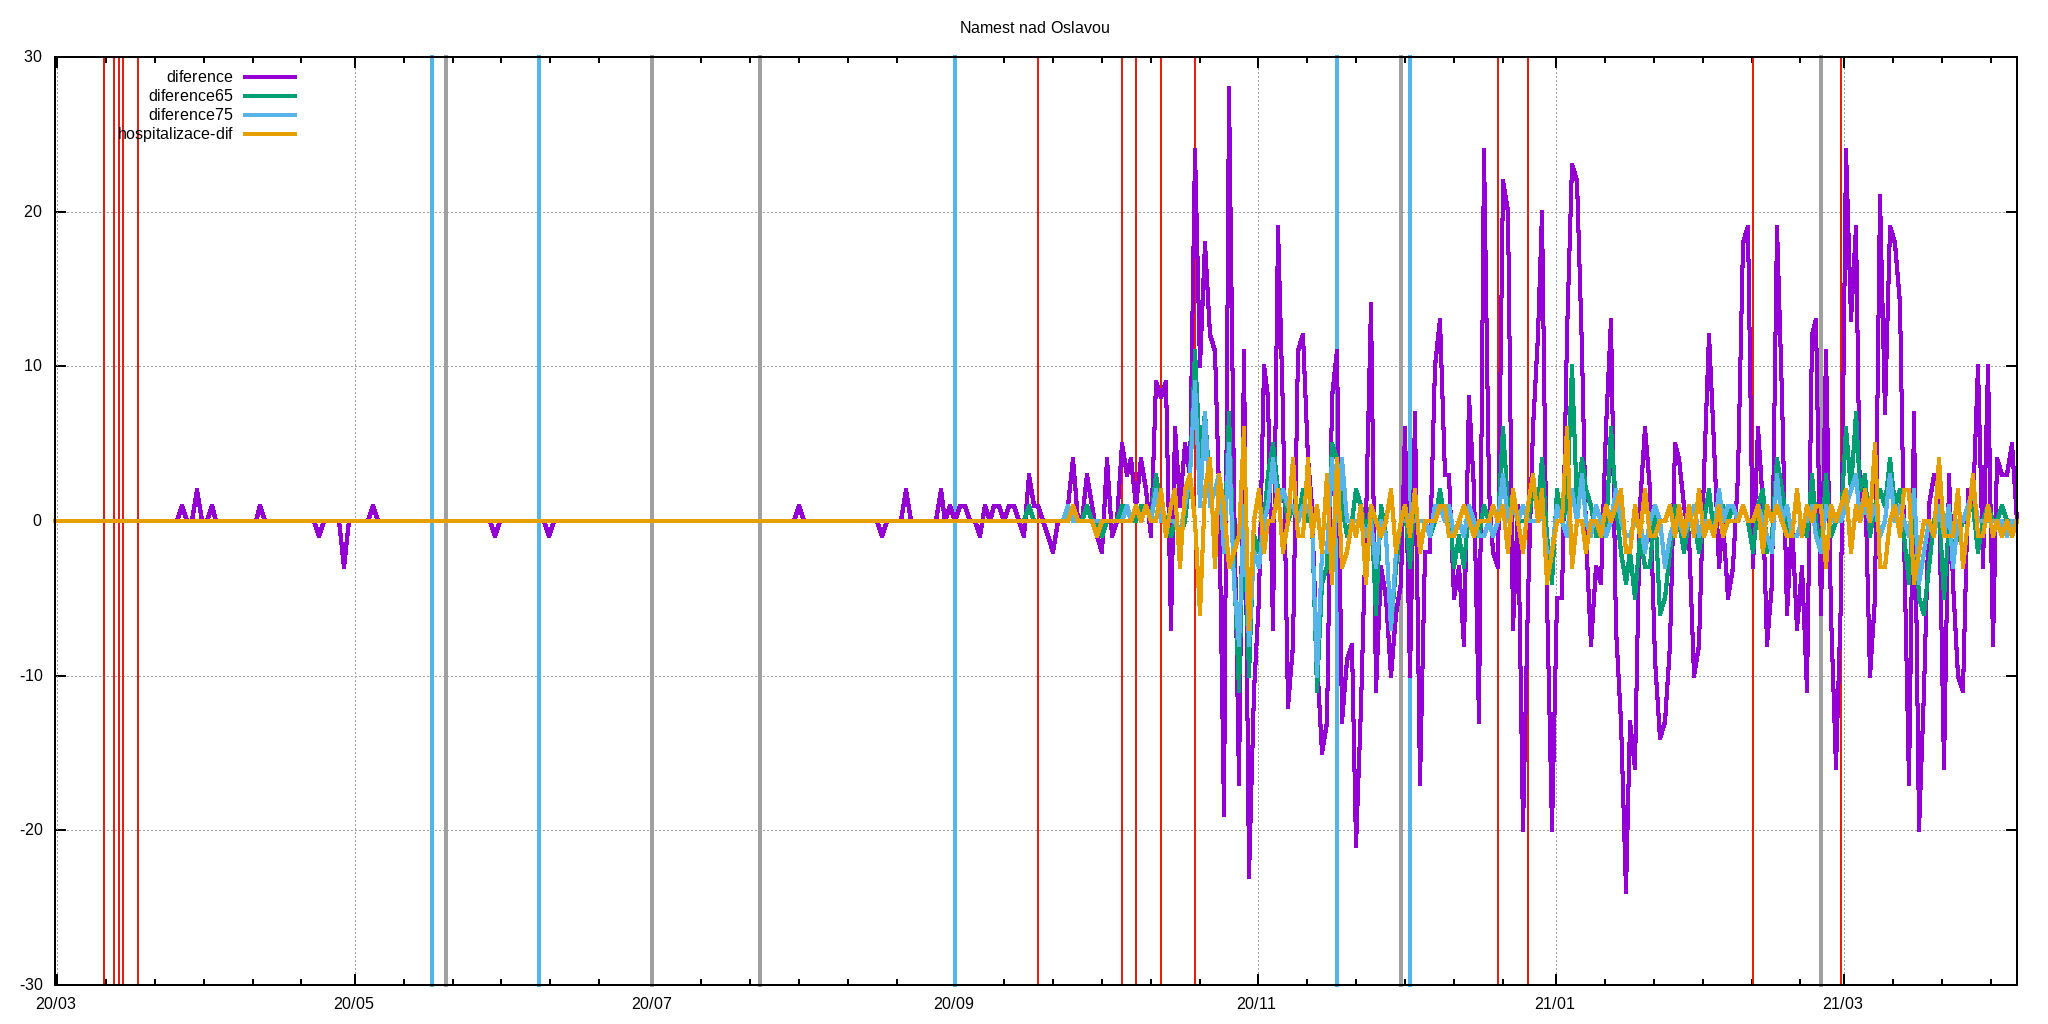 Namest nad Oslavou
30
20
10
0
-10
-20
-30
diference
diference65
diference75
hospitalizace-dif
20/03 20/05 20/07 20/09 20/11 21/01 21/03